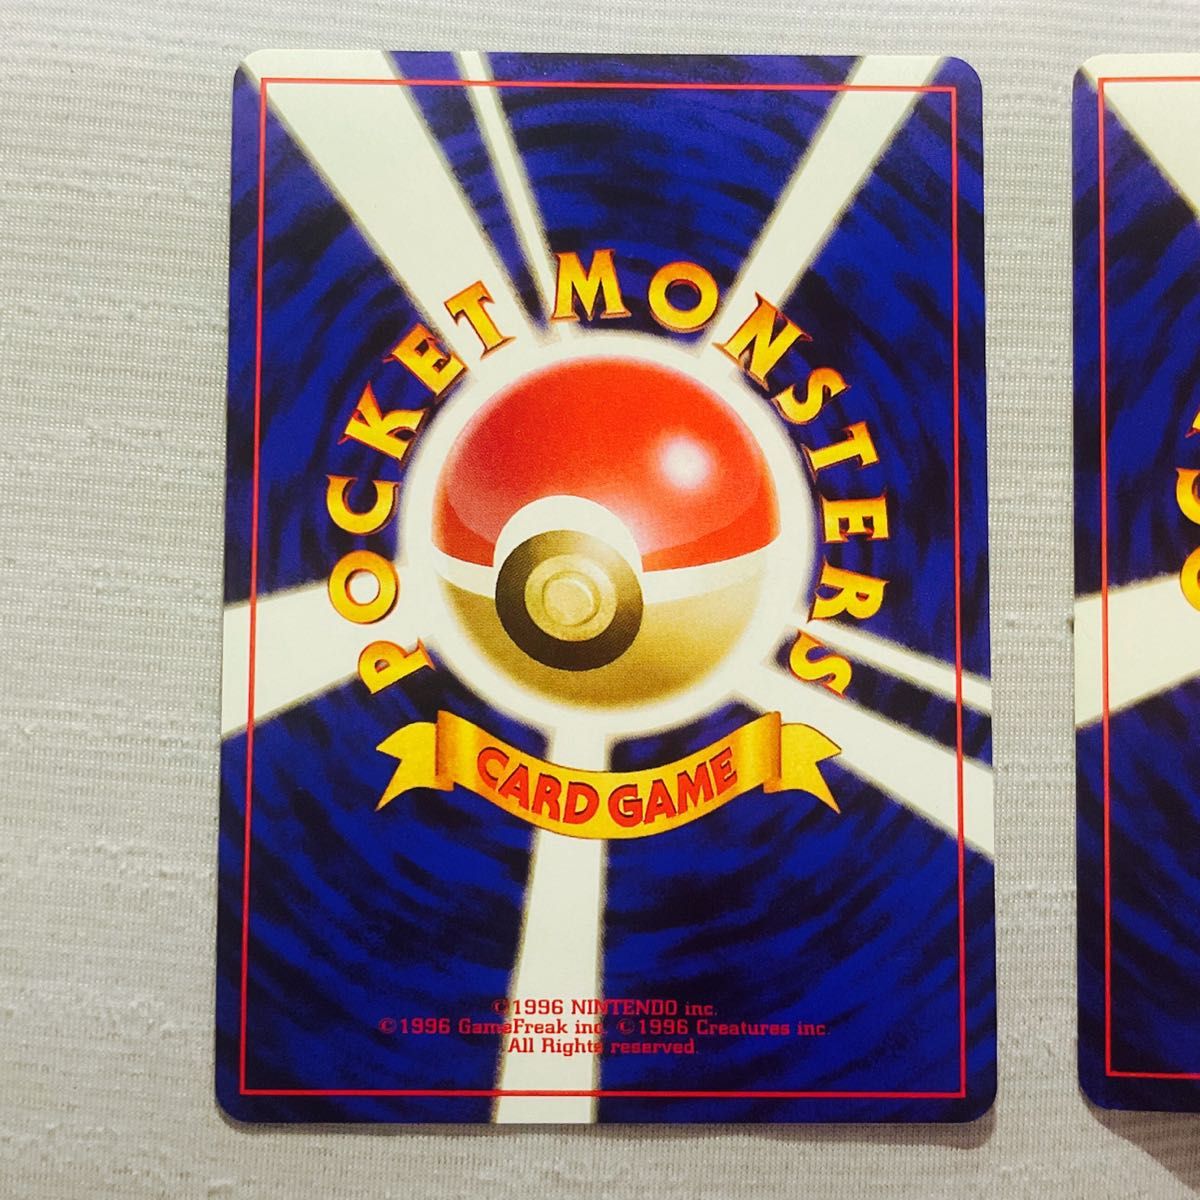 POCKET MONSTERS
CARD GAME
©1996 NINTENDO inc.
©1996 GameFreak inc. ©1996 Creatures inc.
All Rights reserved.